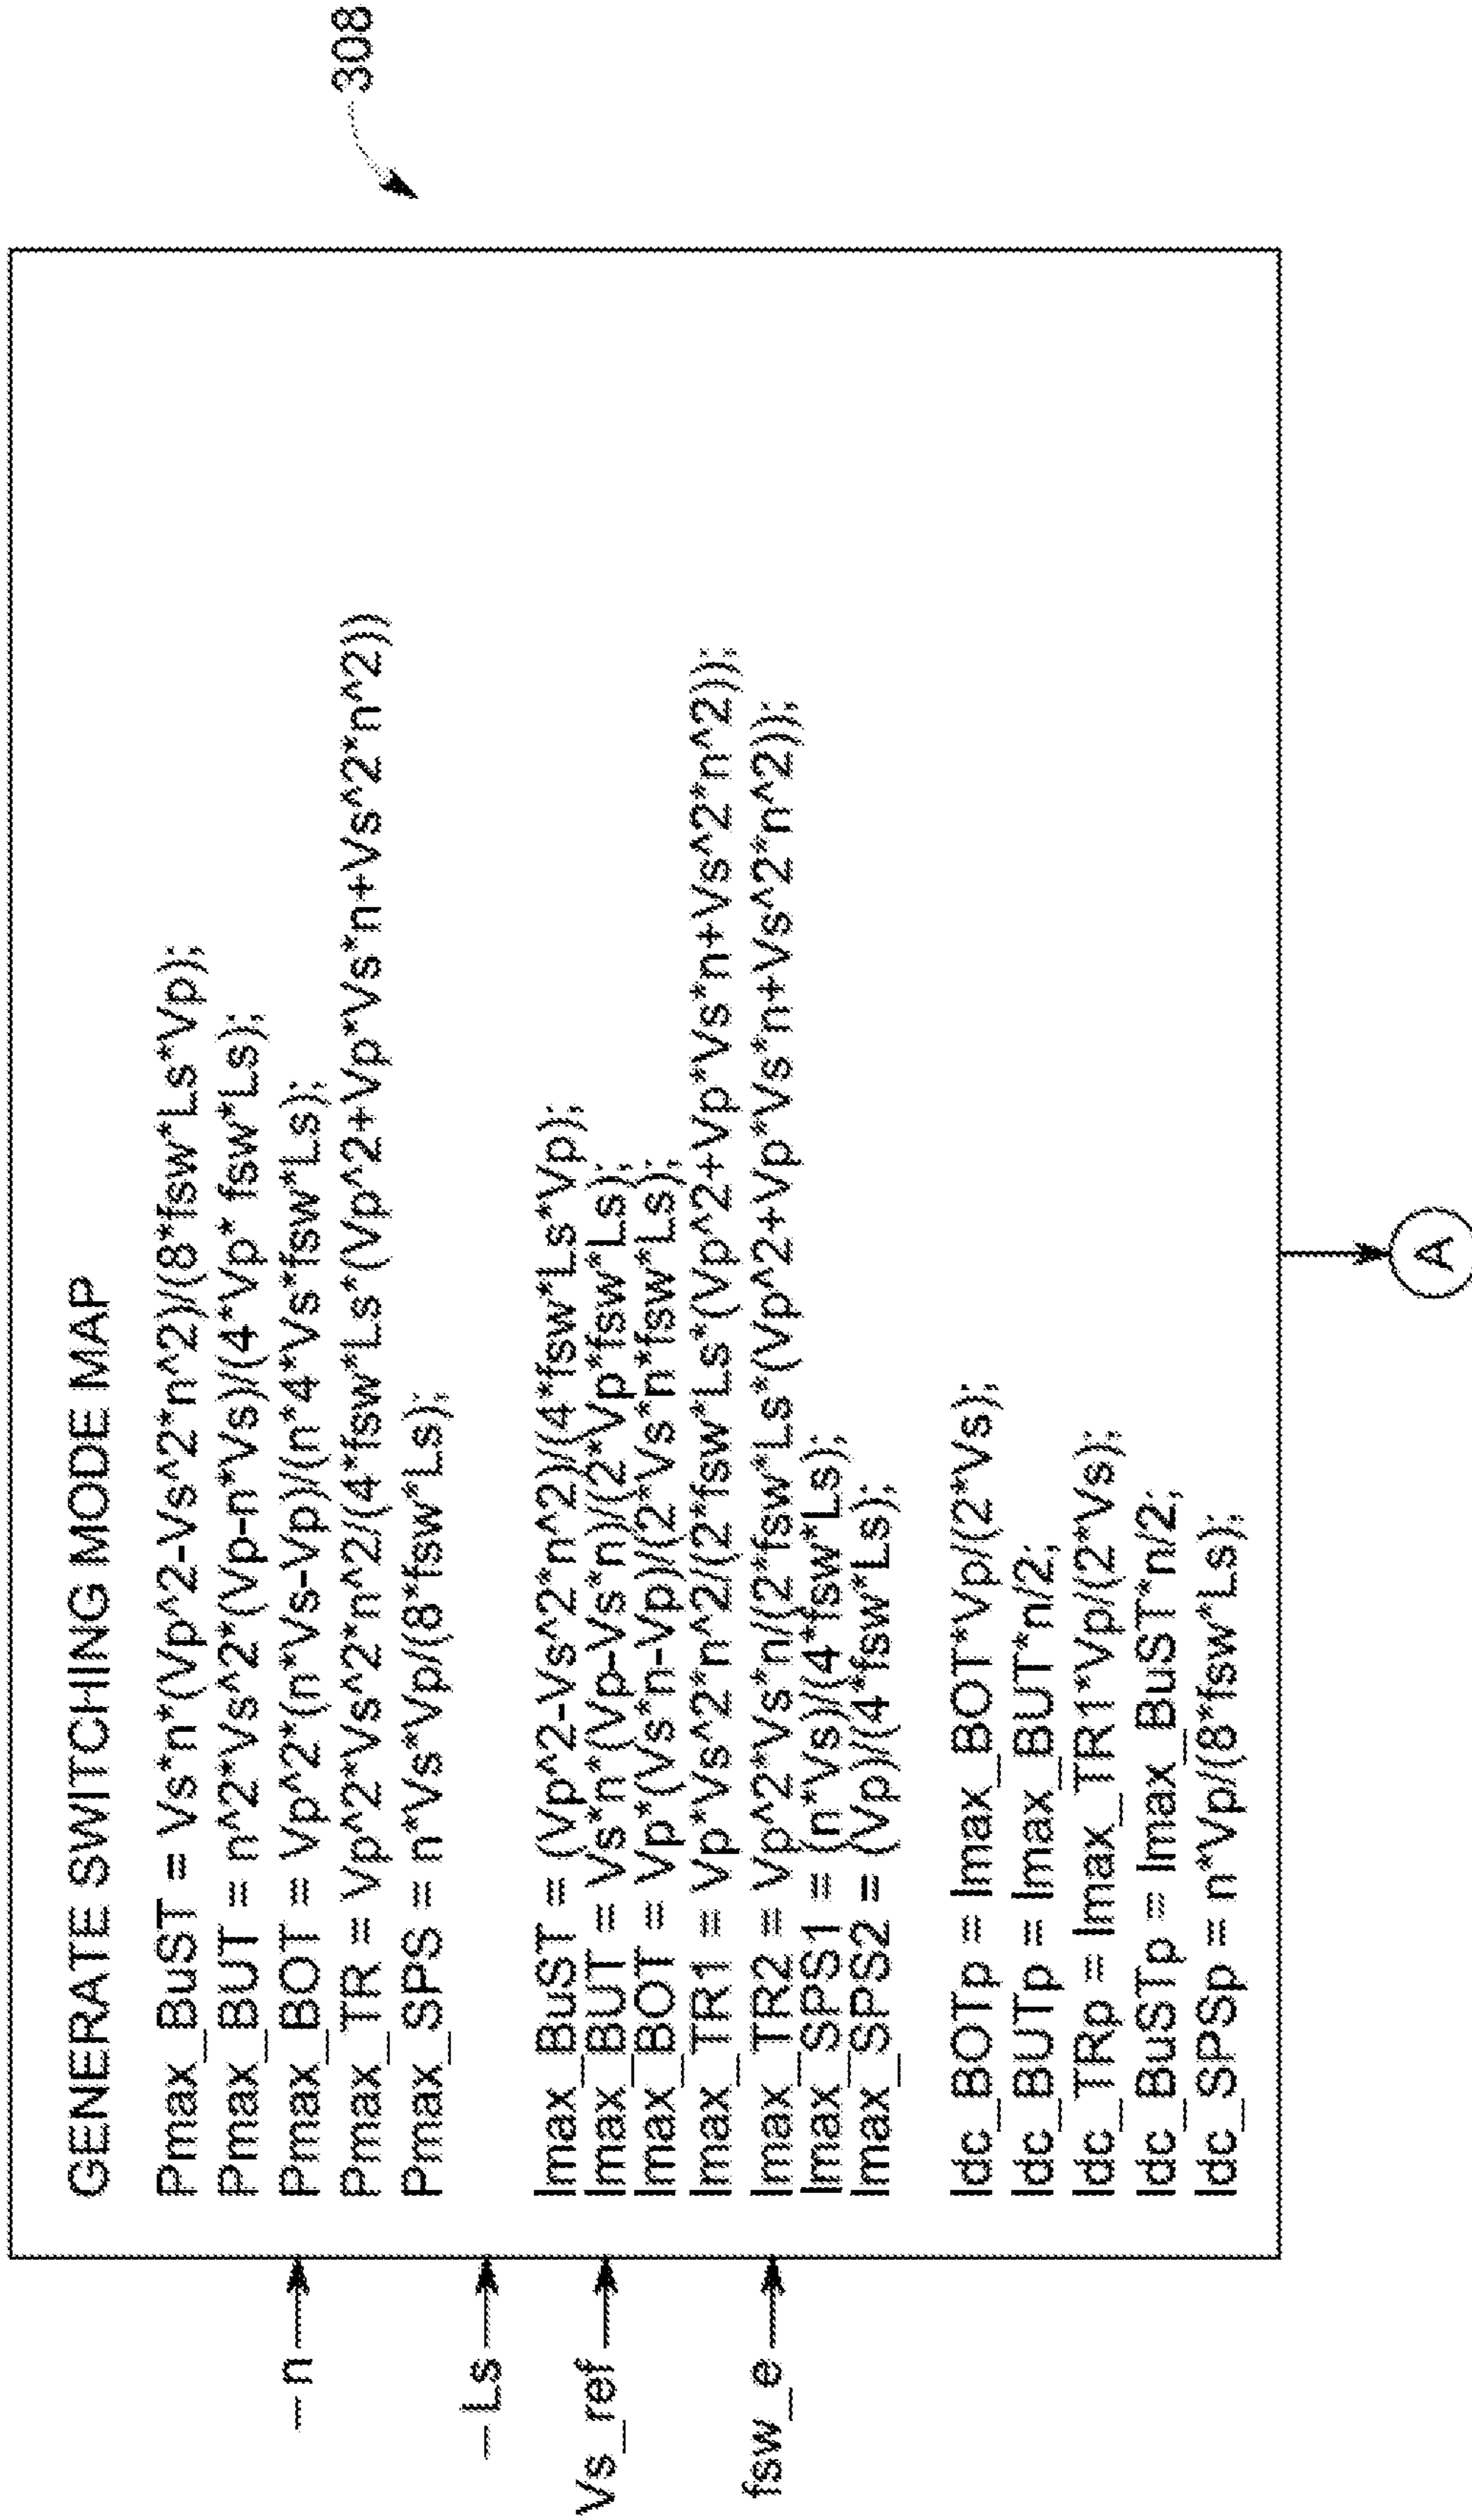 GENERATE SWITCHING MODE MAP
Pmax_BuST = Vs*n*(Vp^2-Vs^2*n^2)/(8*fsw*Ls*Vp);
Pmax_BUT = n^2*Vs^2*(Vp-n*Vs)/(4*Vp* fsw*Ls);
Pmax_BOT = Vp^2*(n*Vs-Vp)/(n*4*Vs*fsw*Ls);
Pmax_TR = Vp^2*Vs^2*n^2/(4*fsw*Ls*(Vp^2+Vp*Vs*n+Vs^2*n^2))
Pmax_SPS = n*Vs*Vp/(8*fsw*Ls);
Imax_BuST = (Vp^2-Vs^2*n^2)/(4*fsw*Ls*Vp);
Imax_BUT = Vs*n*(Vp-Vs*n)/(2*Vp*fsw*Ls);
Imax_BOT = Vp*(Vs*n-Vp)/(2*Vs*n*fsw*Ls);
Imax_TR1 = Vp*Vs^2*n^2/(2*fsw*Ls*(Vp^2+Vp*Vs*n+Vs^2*n^2));
Imax_TR2 = Vp^2*Vs*n/(2*fsw*Ls*(Vp^2+Vp*Vs*n+Vs^2*n^2));
Imax_SPS1 = (n*Vs)/(4*fsw*Ls);
Imax_SPS2 = (Vp)/(4*fsw*Ls);
Idc_BOTp = Imax_BOT*Vp/(2*Vs);
Idc_BUTp = Imax_BUT*n/2;
Idc_TRp = Imax_TR1*Vp/(2*Vs);
Idc_BuSTp = Imax_BuST*n/2;
Idc_SPSp = n*Vp/(8*fsw*Ls);
n
Ls
Vs_ref
fsw_e
308
A